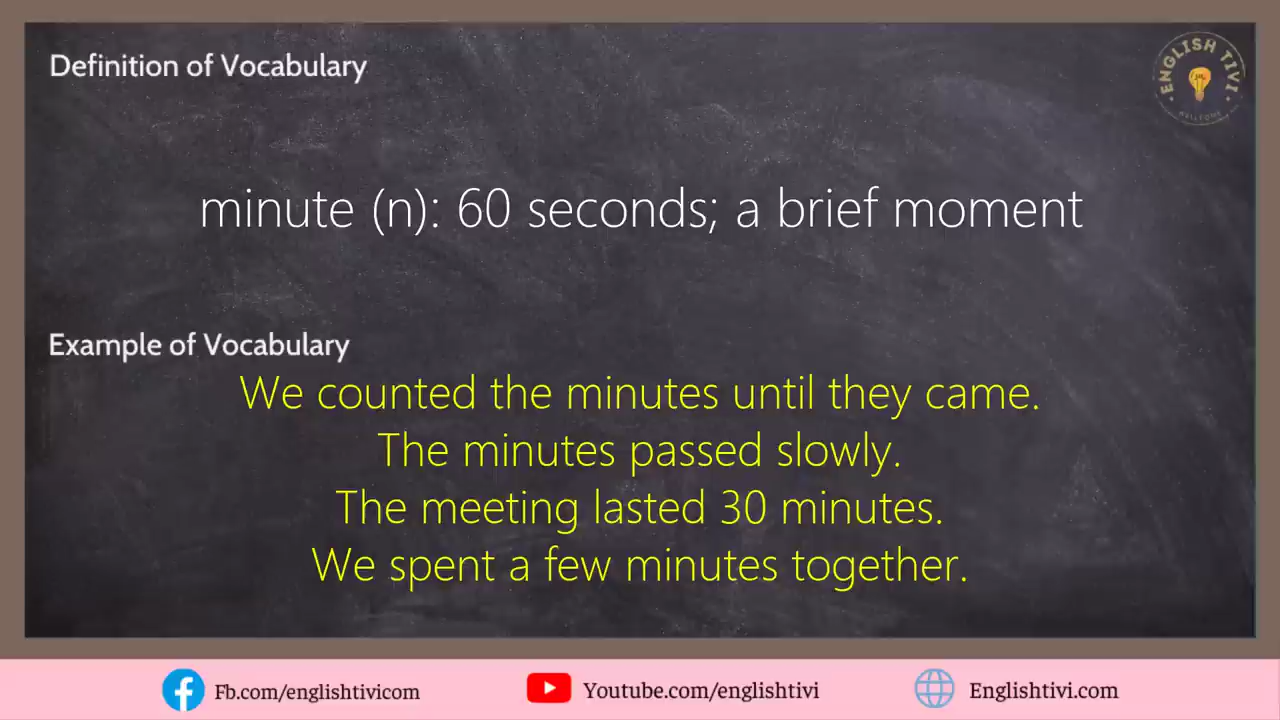 Definition of Vocabulary
ENGLISH TIVI
minute (n): 60 seconds; a brief moment
Example of Vocabulary
We counted the minutes until they came.
The minutes passed slowly.
The meeting lasted 30 minutes.
We spent a few minutes together.
Fb.com/englishtivicom
Youtube.com/englishtivi
Englishtivi.com